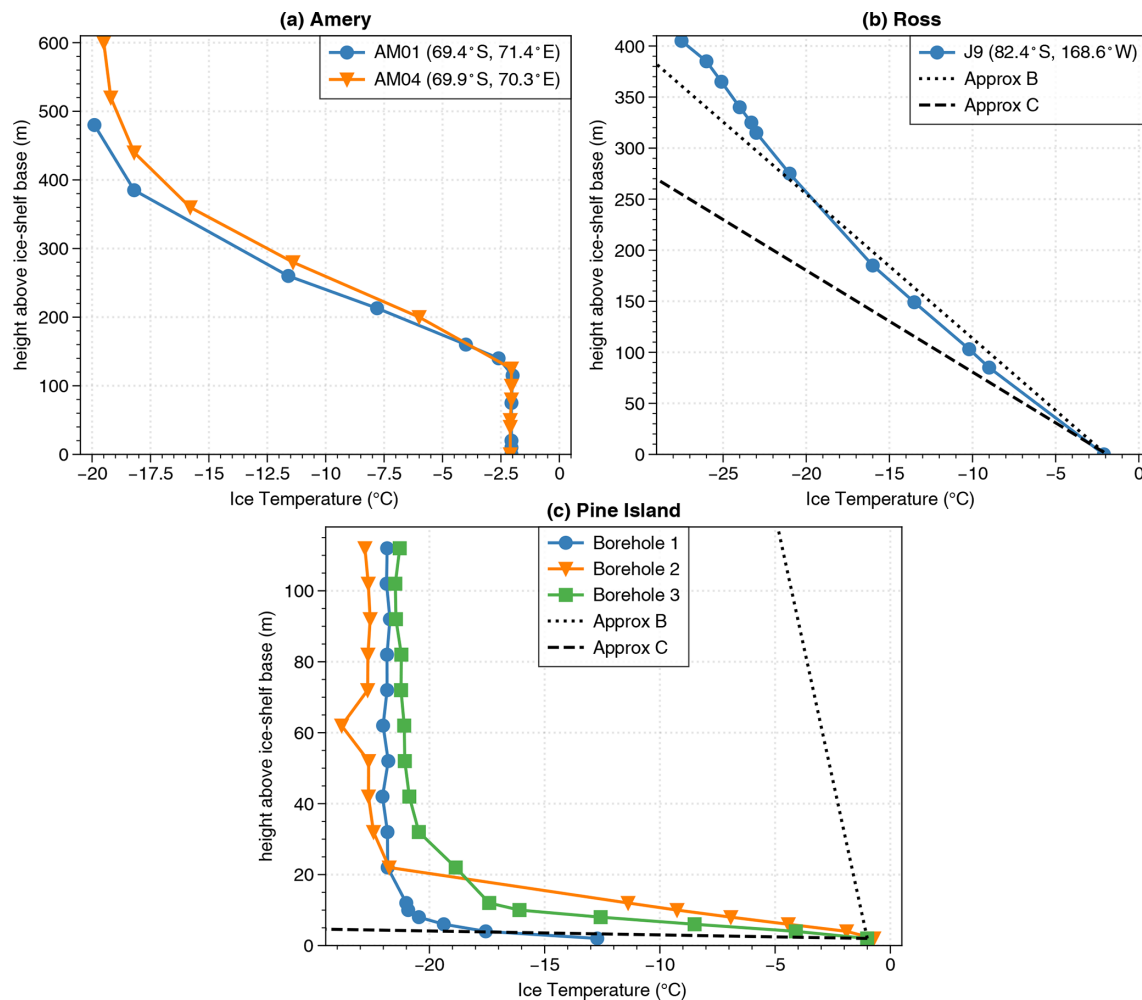 (a) Amery
600
500
400
300
200
100
0
height above ice-shelf base (m)
AM01 (69.4°S, 71.4°E)
AM04 (69.9°S, 70.3°E)
−20 −17.5 −15 −12.5 −10 −7.5 −5 −2.5 0
Ice Temperature (°C)
(b) Ross
400
350
300
250
200
150
100
50
0
height above ice-shelf base (m)
J9 (82.4°S, 168.6°W)
Approx B
Approx C
−25 −20 −15 −10 −5 0
Ice Temperature (°C)
(c) Pine Island
100
80
60
40
20
0
height above ice-shelf base (m)
Borehole 1
Borehole 2
Borehole 3
Approx B
Approx C
−20 −15 −10 −5 0
Ice Temperature (°C)